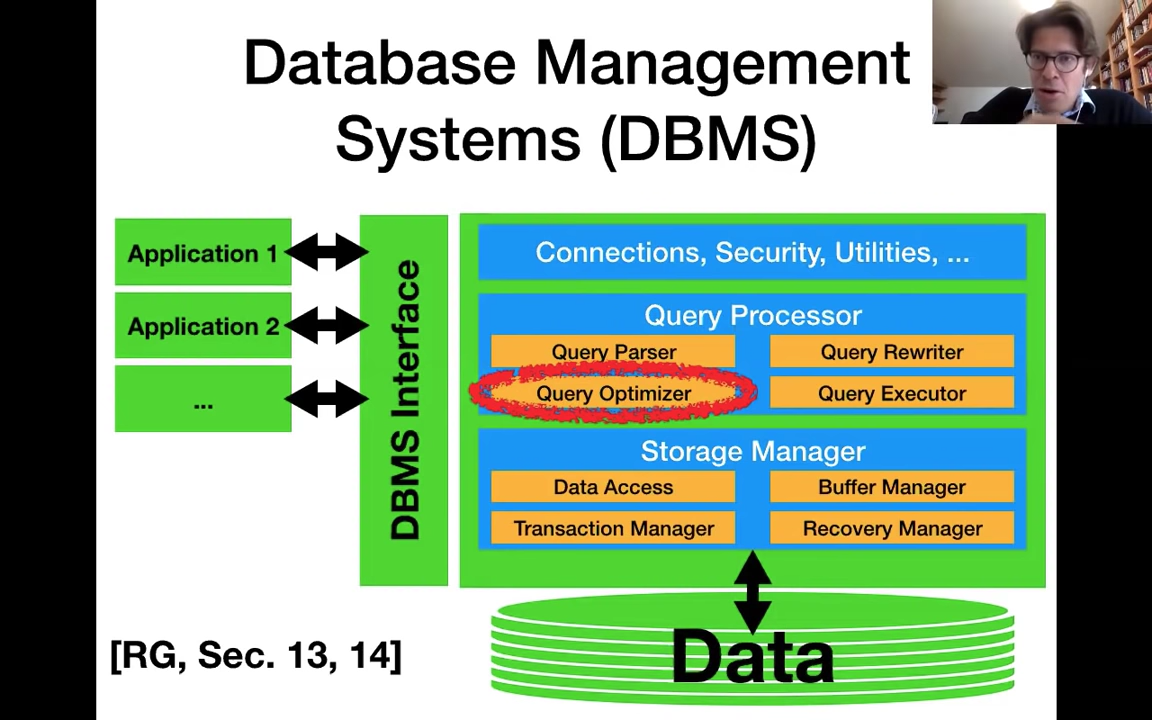 Database Management
Systems (DBMS)
Application 1
Application 2
...
DBMS Interface
Connections, Security, Utilities, ...
Query Processor
Query Parser
Query Rewriter
Query Optimizer
Query Executor
Storage Manager
Data Access
Buffer Manager
Transaction Manager
Recovery Manager
Data
[RG, Sec. 13, 14]